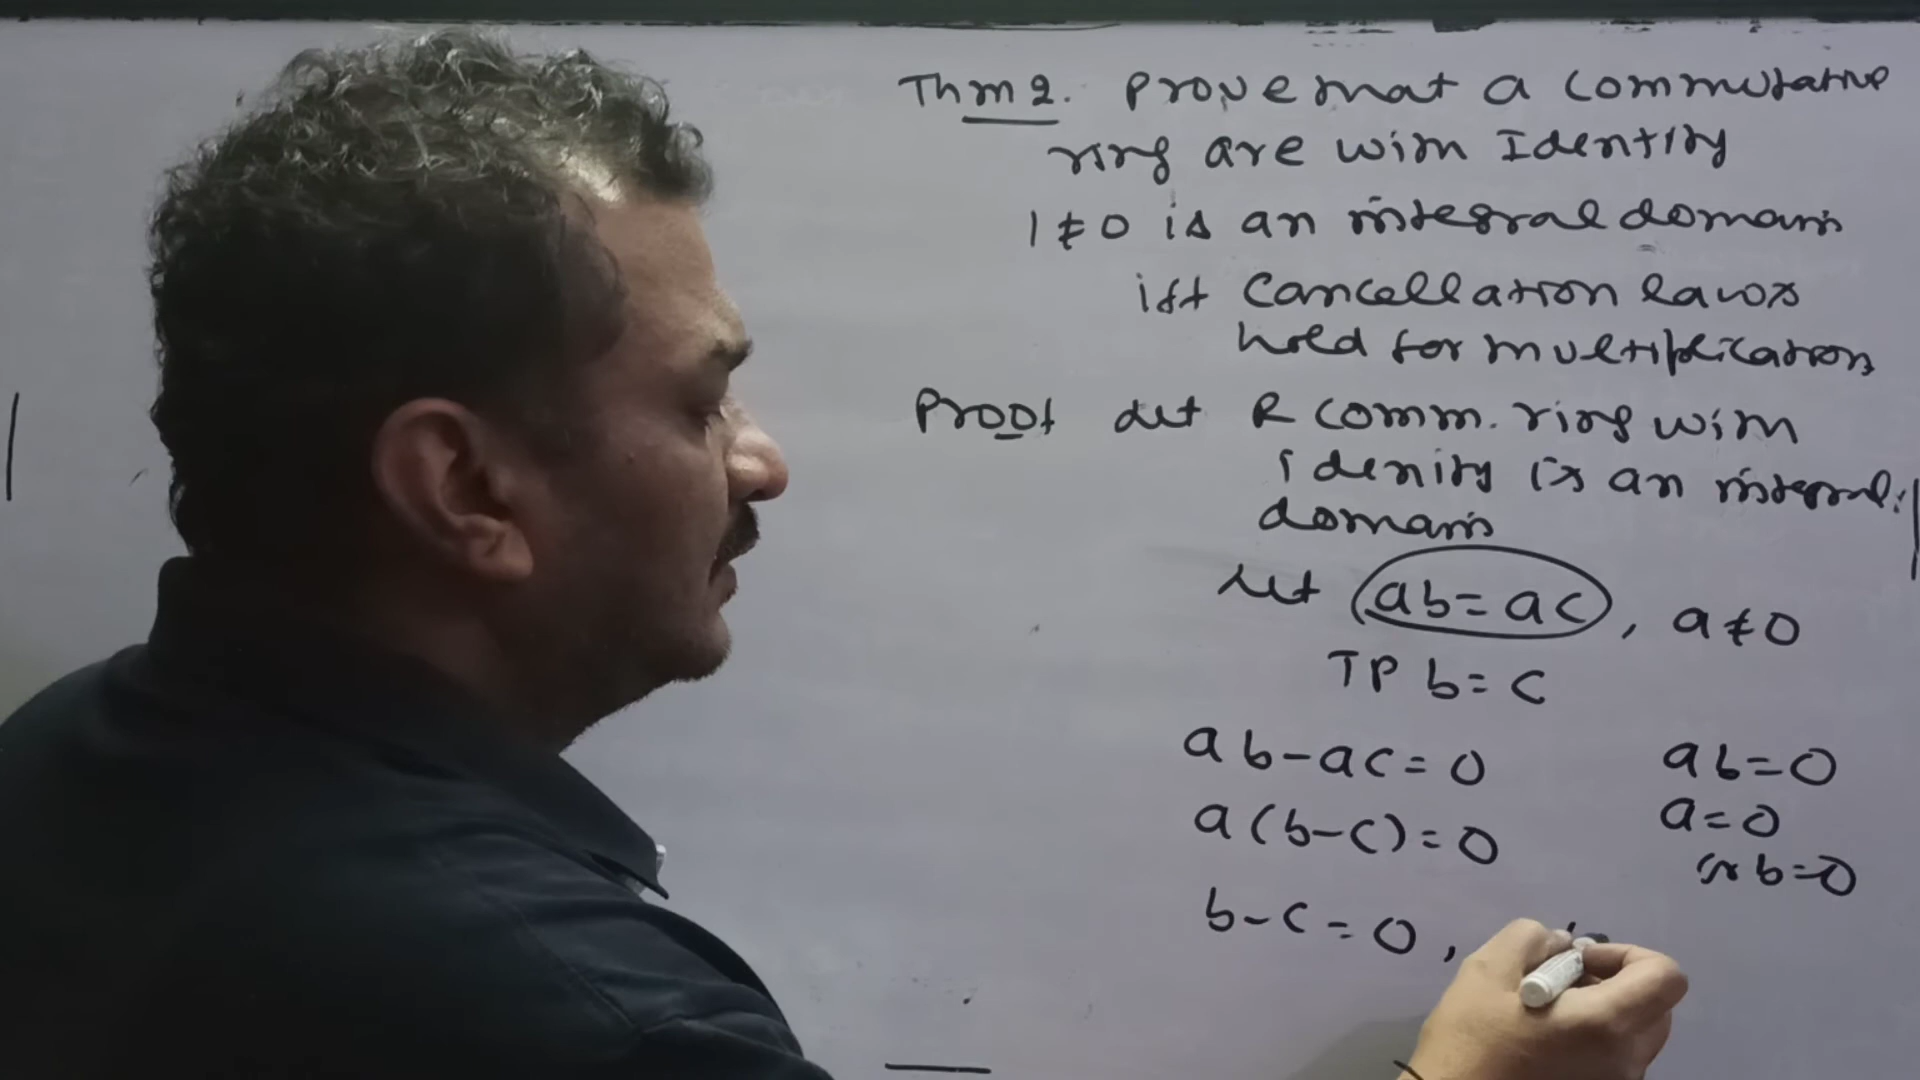 Thm 2. Prove that a commutative
ring are with Identity
1 ≠ 0 is an integral domain
iff Cancellation laws
hold for multiplication
Proof Let R comm. ring with
idenity is an integral
domain
Let ab = ac, a ≠ 0
TP b = c
ab - ac = 0
a(b-c) = 0
b - c = 0,
ab = 0
a = 0
or b = 0